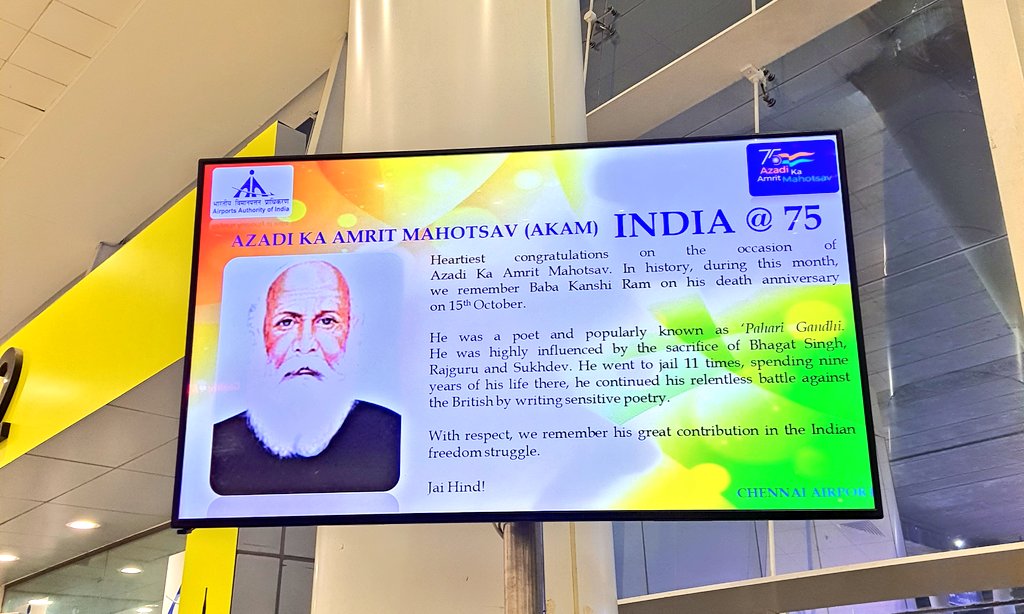 भारतीय विमानपत्तन प्राधिकरण
Airports Authority of India
75
Azadi Ka
Amrit Mahotsav
AZADI KA AMRIT MAHOTSAV (AKAM) INDIA @ 75
Heartiest congratulations on the occasion of
Azadi Ka Amrit Mahotsav. In history, during this month,
we remember Baba Kanshi Ram on his death anniversary
on 15th October.
He was a poet and popularly known as ‘Pahari Gandhi.
He was highly influenced by the sacrifice of Bhagat Singh,
Rajguru and Sukhdev. He went to jail 11 times, spending nine
years of his life there, he continued his relentless battle against
the British by writing sensitive poetry.
With respect, we remember his great contribution in the Indian
freedom struggle.
Jai Hind!
CHENNAI AIRPORT